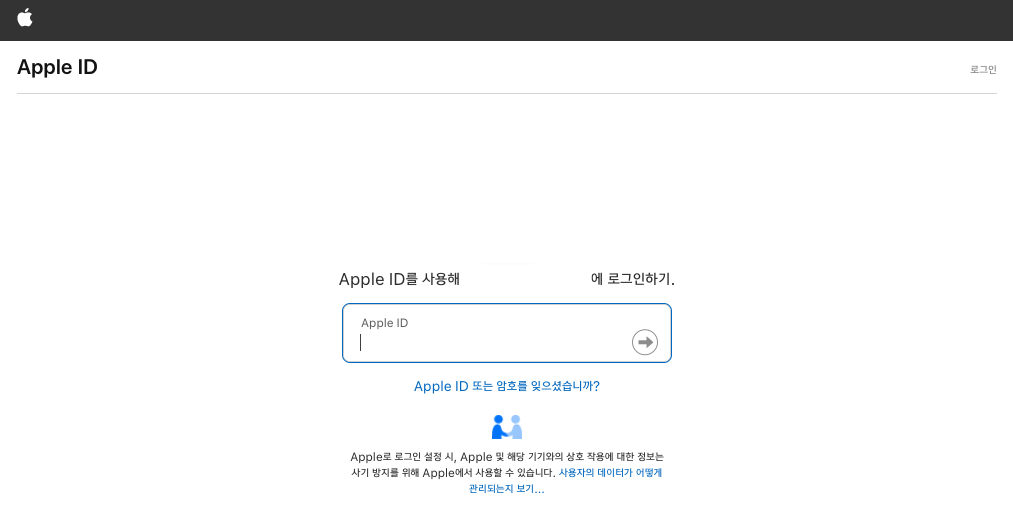 Apple ID
로그인
Apple ID를 사용해 에 로그인하기.
Apple ID
Apple ID 또는 암호를 잊으셨습니까?
Apple로 로그인 설정 시, Apple 및 해당 기기와의 상호 작용에 대한 정보는
사기 방지를 위해 Apple에서 사용할 수 있습니다. 사용자의 데이터가 어떻게
관리되는지 보기...